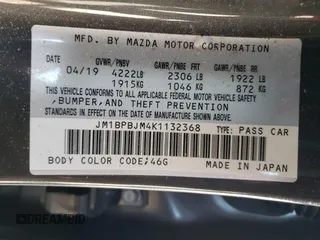 MFD. BY MAZDA MOTOR CORPORATION
GVWR/PNBV GAWR/PNBE FR GAWR/PNBE RR
04/19 4222LB 2306 LB 1922 LB
1915KG 1046 KG 872 KG
THIS VEHICLE CONFORMS TO ALL APPLICABLE FEDERAL MOTOR VEHICLE SAFETY
,BUMPER,AND THEFT PREVENTION
STANDARDS IN EFFECT ON THE DATE OF MANUFACTURE SHOWN ABOVE.
JM1BPBJM4K1132368 TYPE: PASS CAR
BODY COLOR CODE/46G MADE IN JAPAN
DREAMBID